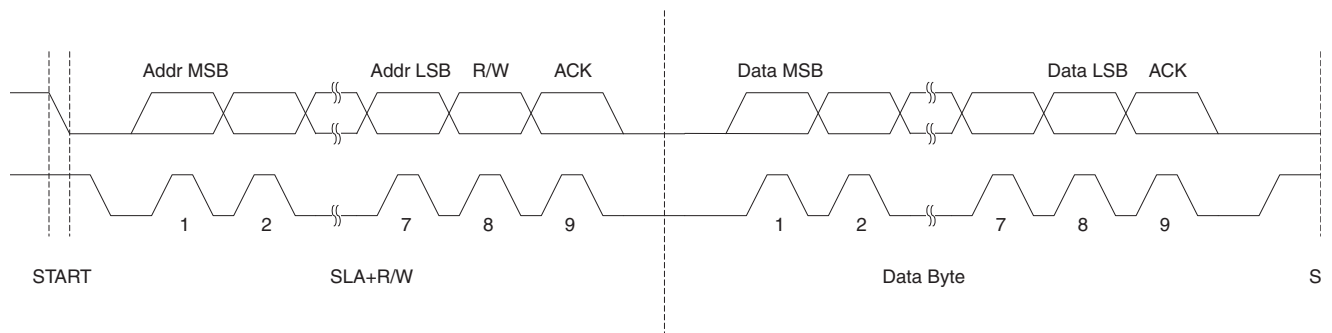 Addr MSB Addr LSB R/W ACK Data MSB Data LSB ACK
1 2 7 8 9 1 2 7 8 9
START SLA+R/W Data Byte S